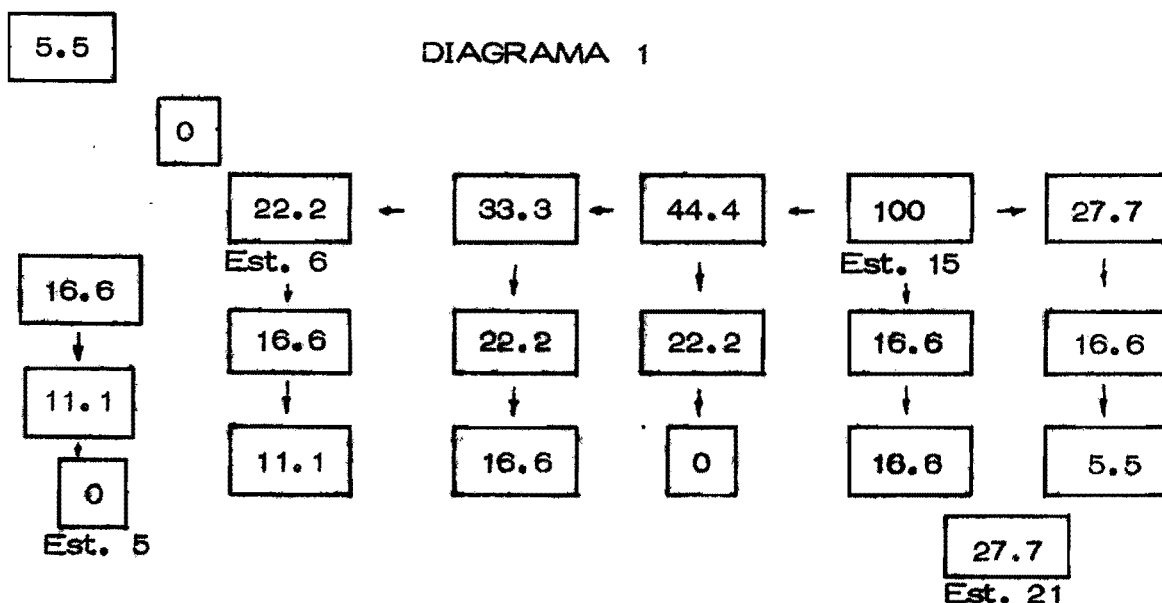 5.5
DIAGRAMA 1
0
22.2 33.3 44.4 100 27.7
Est. 6 Est. 15
16.6
16.6 22.2 22.2 16.6 16.6
11.1
11.1 16.6 0 16.6 5.5
0
Est. 5
27.7
Est. 21